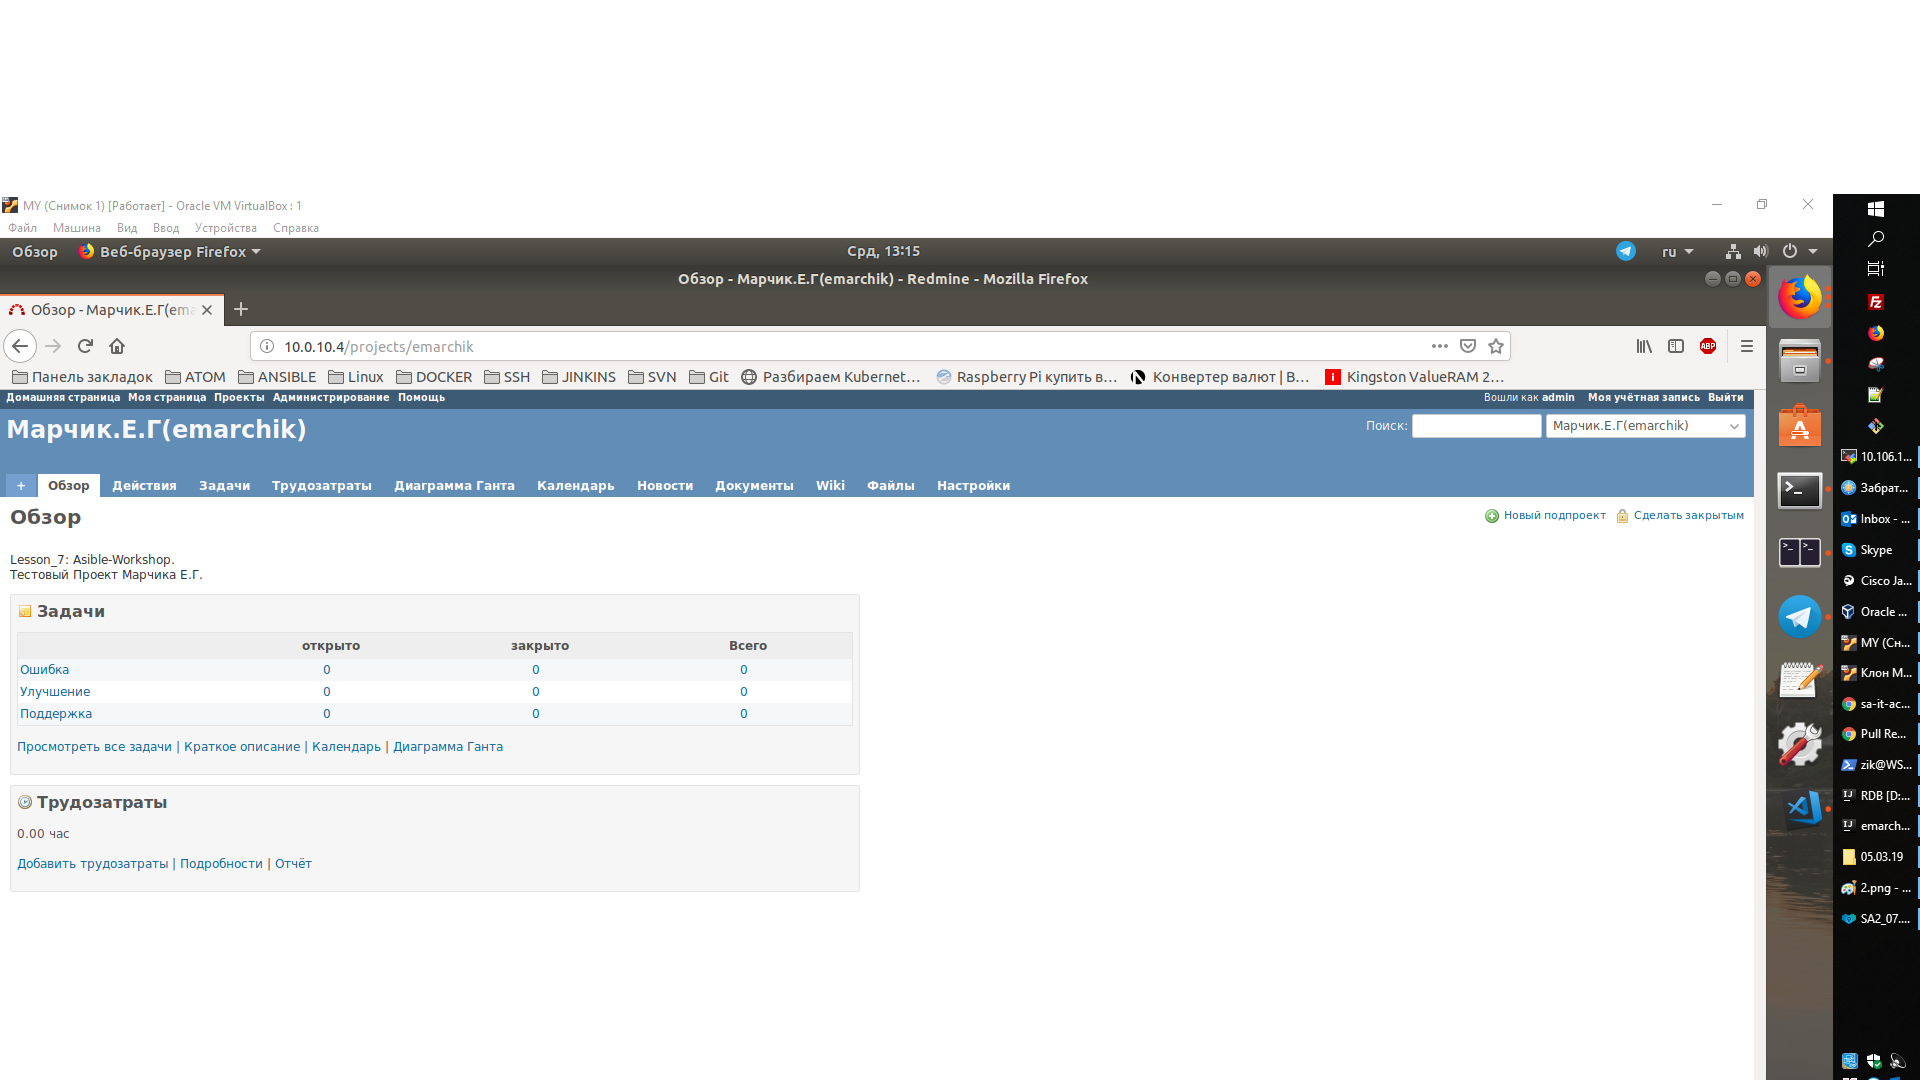 MY (Снимок 1) [Работает] - Oracle VM VirtualBox : 1
Файл Машина Вид Ввод Устройства Справка
Обзор Веб-браузер Firefox Срд, 13:15 ru
Обзор - Марчик.Е.Г(emarchik) - Redmine - Mozilla Firefox
Обзор - Марчик.Е.Г(ema
10.0.10.4/projects/emarchik
ABP
Панель закладок ATOM ANSIBLE Linux DOCKER SSH JINKINS SVN Git Разбираем Kubernet… Raspberry Pi купить в… Конвертер валют | В… Kingston ValueRAM 2…
Домашняя страница Моя страница Проекты Администрирование Помощь Вошли как admin Моя учётная запись Выйти
Марчик.Е.Г(emarchik) Поиск: Марчик.Е.Г(emarchik)
+ Обзор Действия Задачи Трудозатраты Диаграмма Ганта Календарь Новости Документы Wiki Файлы Настройки
Обзор Новый подпроект Сделать закрытым
Lesson_7: Asible-Workshop.
Тестовый Проект Марчика Е.Г.
Задачи
открыто закрыто Всего
Ошибка 0 0 0
Улучшение 0 0 0
Поддержка 0 0 0
Просмотреть все задачи | Краткое описание | Календарь | Диаграмма Ганта
Трудозатраты
0.00 час
Добавить трудозатраты | Подробности | Отчёт
10.106.1...
Забрат...
Inbox - ...
Skype
Cisco Ja...
Oracle ...
MY (Сн...
Клон M...
sa-it-ac...
Pull Re...
zik@WS...
RDB [D:...
emarch...
05.03.19
2.png - ...
SA2_07....